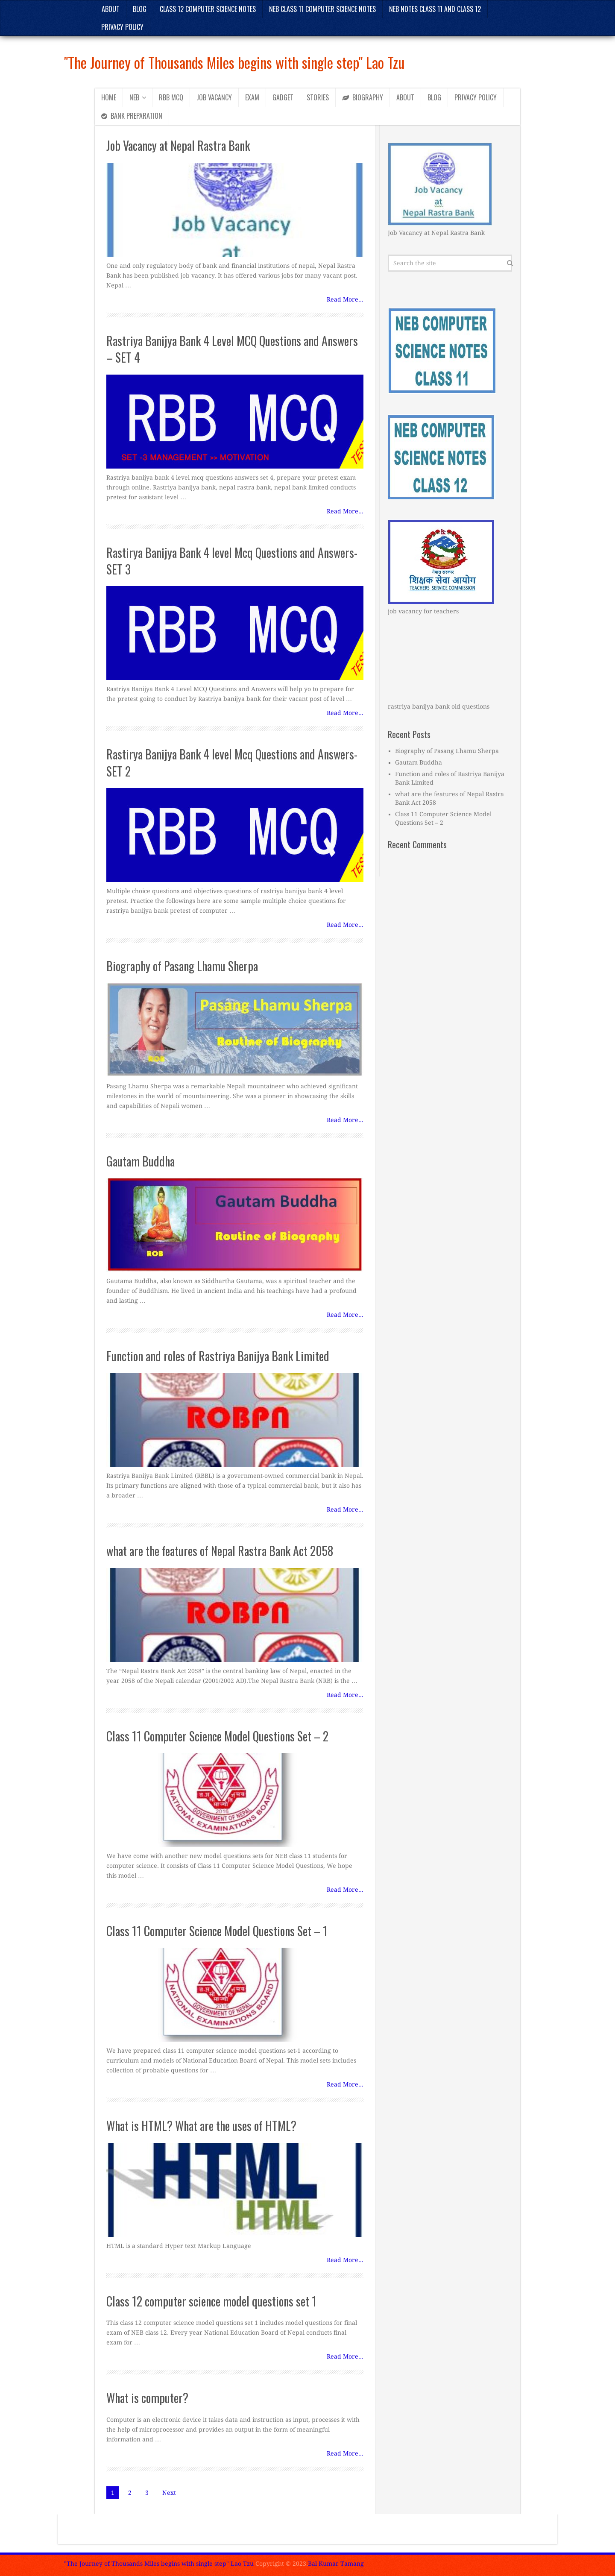 ABOUT BLOG CLASS 12 COMPUTER SCIENCE NOTES NEB CLASS 11 COMPUTER SCIENCE NOTES NEB NOTES CLASS 11 AND CLASS 12
PRIVACY POLICY
"The Journey of Thousands Miles begins with single step" Lao Tzu
HOME NEB RBB MCQ JOB VACANCY EXAM GADGET STORIES BIOGRAPHY ABOUT BLOG PRIVACY POLICY
BANK PREPARATION
Job Vacancy at Nepal Rastra Bank
Job Vacancy
at
One and only regulatory body of bank and financial institutions of nepal, Nepal Rastra
Bank has been published job vacancy. It has offered various jobs for many vacant post.
Nepal …
Read More...
Rastriya Banijya Bank 4 Level MCQ Questions and Answers
– SET 4
RBB MCQ
SET -3 MANAGEMENT >> MOTIVATION
Rastriya banijya bank 4 level mcq questions answers set 4, prepare your pretest exam
through online. Rastriya banijya bank, nepal rastra bank, nepal bank limited conducts
pretest for assistant level …
Read More...
Rastirya Banijya Bank 4 level Mcq Questions and Answers-
SET 3
RBB MCQ
Rastriya Banijya Bank 4 Level MCQ Questions and Answers will help yo to prepare for
the pretest going to conduct by Rastriya banijya bank for their vacant post of level …
Read More...
Rastirya Banijya Bank 4 level Mcq Questions and Answers-
SET 2
RBB MCQ
Multiple choice questions and objectives questions of rastriya banijya bank 4 level
pretest. Practice the followings here are some sample multiple choice questions for
rastriya banijya bank pretest of computer …
Read More...
Biography of Pasang Lhamu Sherpa
Pasang Lhamu Sherpa
Routine of Biography
ROB
Pasang Lhamu Sherpa was a remarkable Nepali mountaineer who achieved significant
milestones in the world of mountaineering. She was a pioneer in showcasing the skills
and capabilities of Nepali women …
Read More...
Gautam Buddha
Gautam Buddha
Routine of Biography
ROB
Gautama Buddha, also known as Siddhartha Gautama, was a spiritual teacher and the
founder of Buddhism. He lived in ancient India and his teachings have had a profound
and lasting …
Read More...
Function and roles of Rastriya Banijya Bank Limited
ROBPN
Rastriya Banijya Bank Limited (RBBL) is a government-owned commercial bank in Nepal.
Its primary functions are aligned with those of a typical commercial bank, but it also has
a broader …
Read More...
what are the features of Nepal Rastra Bank Act 2058
ROBPN
The “Nepal Rastra Bank Act 2058” is the central banking law of Nepal, enacted in the
year 2058 of the Nepali calendar (2001/2002 AD).The Nepal Rastra Bank (NRB) is the …
Read More...
Class 11 Computer Science Model Questions Set – 2
GOVERNMENT OF NEPAL
NATIONAL EXAMINATIONS BOARD
We have come with another new model questions sets for NEB class 11 students for
computer science. It consists of Class 11 Computer Science Model Questions, We hope
this model …
Read More...
Class 11 Computer Science Model Questions Set – 1
GOVERNMENT OF NEPAL
NATIONAL EXAMINATIONS BOARD
We have prepared class 11 computer science model questions set-1 according to
curriculum and models of National Education Board of Nepal. This model sets includes
collection of probable questions for …
Read More...
What is HTML? What are the uses of HTML?
HTML
HTML
HTML is a standard Hyper text Markup Language
Read More...
Class 12 computer science model questions set 1
This class 12 computer science model questions set 1 includes model questions for final
exam of NEB class 12. Every year National Education Board of Nepal conducts final
exam for …
Read More...
What is computer?
Computer is an electronic device it takes data and instruction as input, processes it with
the help of microprocessor and provides an output in the form of meaningful
information and …
Read More...
1 2 3 Next
Job Vacancy
at
Nepal Rastra Bank
Job Vacancy at Nepal Rastra Bank
Search the site
NEB COMPUTER
SCIENCE NOTES
CLASS 11
NEB COMPUTER
SCIENCE NOTES
CLASS 12
नेपाल सरकार
शिक्षक सेवा आयोग
TEACHERS SERVICE COMMISSION
job vacancy for teachers
rastriya banijya bank old questions
Recent Posts
Biography of Pasang Lhamu Sherpa
Gautam Buddha
Function and roles of Rastriya Banijya
Bank Limited
what are the features of Nepal Rastra
Bank Act 2058
Class 11 Computer Science Model
Questions Set – 2
Recent Comments
"The Journey of Thousands Miles begins with single step" Lao Tzu Copyright © 2023 Bal Kumar Tamang